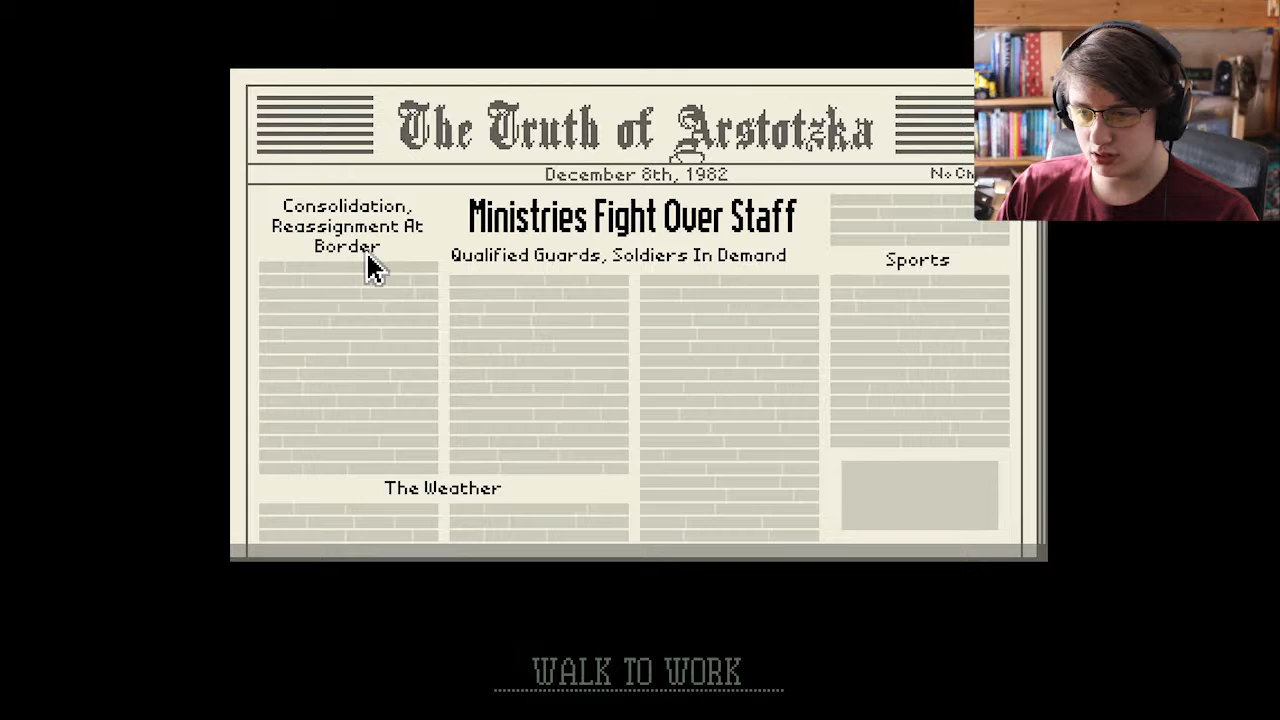 The Truth of Arstotzka
December 8th, 1982
No
Consolidation,
Reassignment At
Border
Ministries Fight Over Staff
Qualified Guards, Soldiers In Demand
Sports
The Weather
WALK TO WORK